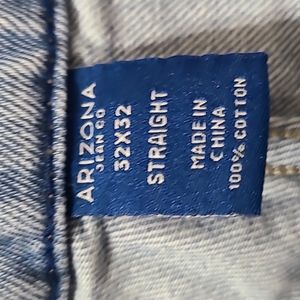 ARIZONA
JEAN CO
32X32
STRAIGHT
MADE IN
CHINA
100% COTTON